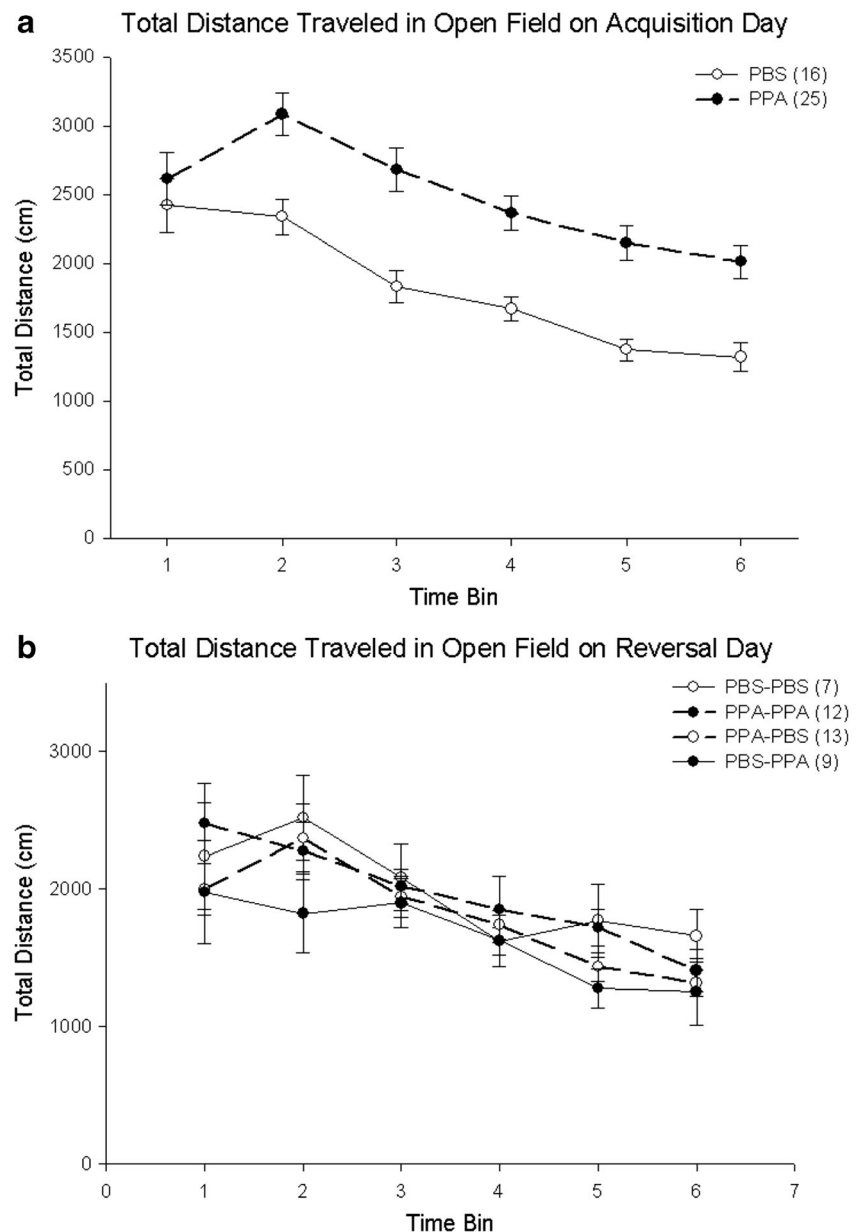 a
Total Distance Traveled in Open Field on Acquisition Day
3500
3000
2500
2000
1500
1000
500
0
Total Distance (cm)
PBS (16)
PPA (25)
1 2 3 4 5 6
Time Bin
b
Total Distance Traveled in Open Field on Reversal Day
PBS-PBS (7)
PPA-PPA (12)
PPA-PBS (13)
PBS-PPA (9)
3000
2000
1000
0
Total Distance (cm)
0 1 2 3 4 5 6 7
Time Bin